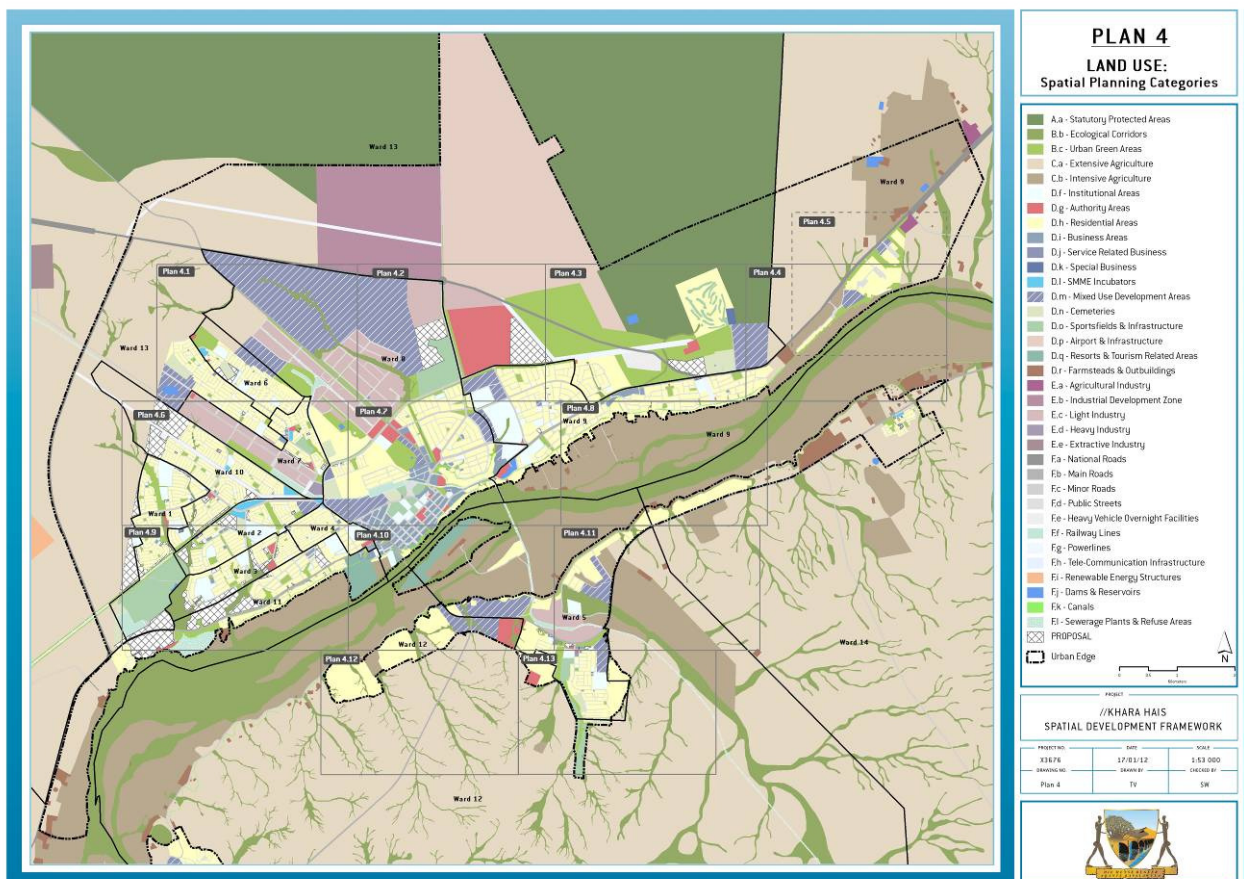 PLAN 4
LAND USE:
Spatial Planning Categories
A.a - Statutory Protected Areas
B.b - Ecological Corridors
B.c - Urban Green Areas
C.a - Extensive Agriculture
C.b - Intensive Agriculture
D.f - Institutional Areas
D.g - Authority Areas
D.h - Residential Areas
D.i - Business Areas
D.j - Service Related Business
D.k - Special Business
D.l - SMME Incubators
D.m - Mixed Use Development Areas
D.n - Cemeteries
D.o - Sportsfields & Infrastructure
D.p - Airport & Infrastructure
D.q - Resorts & Tourism Related Areas
D.r - Farmsteads & Outbuildings
E.a - Agricultural Industry
E.b - Industrial Development Zone
E.c - Light Industry
E.d - Heavy Industry
E.e - Extractive Industry
F.a - National Roads
F.b - Main Roads
F.c - Minor Roads
F.d - Public Streets
F.e - Heavy Vehicle Overnight Facilities
F.f - Railway Lines
F.g - Powerlines
F.h - Tele-Communication Infrastructure
F.i - Renewable Energy Structures
F.j - Dams & Reservoirs
F.k - Canals
F.l - Sewerage Plants & Refuse Areas
PROPOSAL
Urban Edge
N
PROJECT
//KHARA HAIS
SPATIAL DEVELOPMENT FRAMEWORK
PROJECT NO. DATE SCALE
X3676 17/01/12 1:53 000
DRAWING NO. DRAWN BY CHECKED BY
Plan 4 TV SW
Ward 13
Ward 9
Plan 4.5
Plan 4.1
Plan 4.2
Plan 4.3
Plan 4.4
Ward 13
Ward 8
Ward 6
Plan 4.6
Plan 4.7
Plan 4.8
Ward 9
Ward 9
Ward 7
Ward 10
Ward 1
Plan 4.9
Ward 2
Ward 4
Plan 4.10
Plan 4.11
Ward 3
Ward 11
Ward 5
Ward 12
Ward 14
Plan 4.12
Plan 4.13
Ward 12